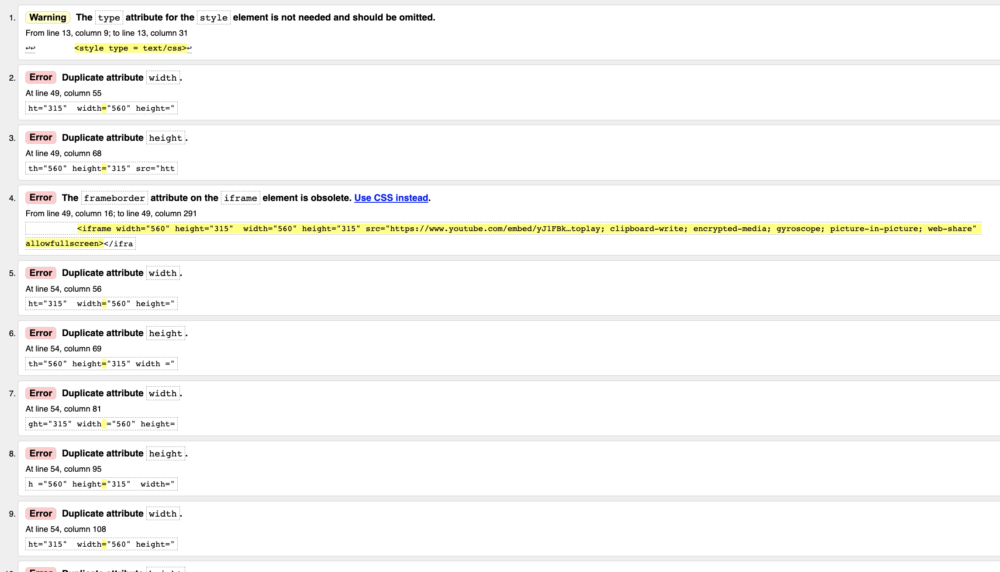 1. Warning The type attribute for the style element is not needed and should be omitted.
From line 13, column 9; to line 13, column 31
↩↩        <style type = text/css>↩
2. Error Duplicate attribute width.
At line 49, column 55
ht="315"  width="560" height="
3. Error Duplicate attribute height.
At line 49, column 68
th="560" height="315" src="htt
4. Error The frameborder attribute on the iframe element is obsolete. Use CSS instead.
From line 49, column 16; to line 49, column 291
<iframe width="560" height="315"  width="560" height="315" src="https://www.youtube.com/embed/yJ1FBk…toplay; clipboard-write; encrypted-media; gyroscope; picture-in-picture; web-share"
allowfullscreen></ifra
5. Error Duplicate attribute width.
At line 54, column 56
ht="315"  width="560" height="
6. Error Duplicate attribute height.
At line 54, column 69
th="560" height="315" width ="
7. Error Duplicate attribute width.
At line 54, column 81
ght="315" width ="560" height=
8. Error Duplicate attribute height.
At line 54, column 95
h ="560" height="315"  width="
9. Error Duplicate attribute width.
At line 54, column 108
ht="315"  width="560" height="
Error Duplicate attribute height